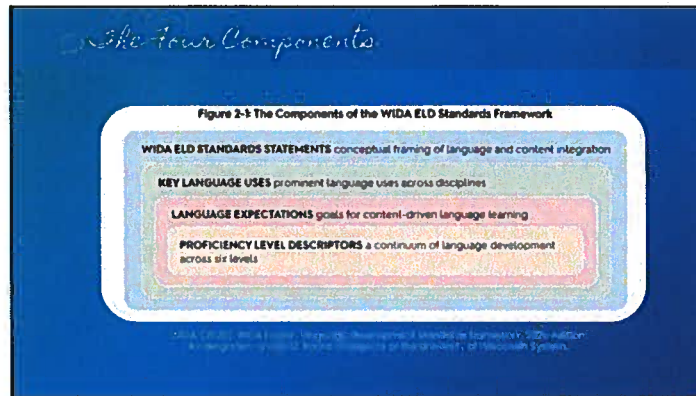 The Four Components
Figure 2-1: The Components of the WIDA ELD Standards Framework
WIDA ELD STANDARDS STATEMENTS conceptual framing of language and content integration
KEY LANGUAGE USES prominent language uses across disciplines
LANGUAGE EXPECTATIONS goals for content-driven language learning
PROFICIENCY LEVEL DESCRIPTORS a continuum of language development
across six levels